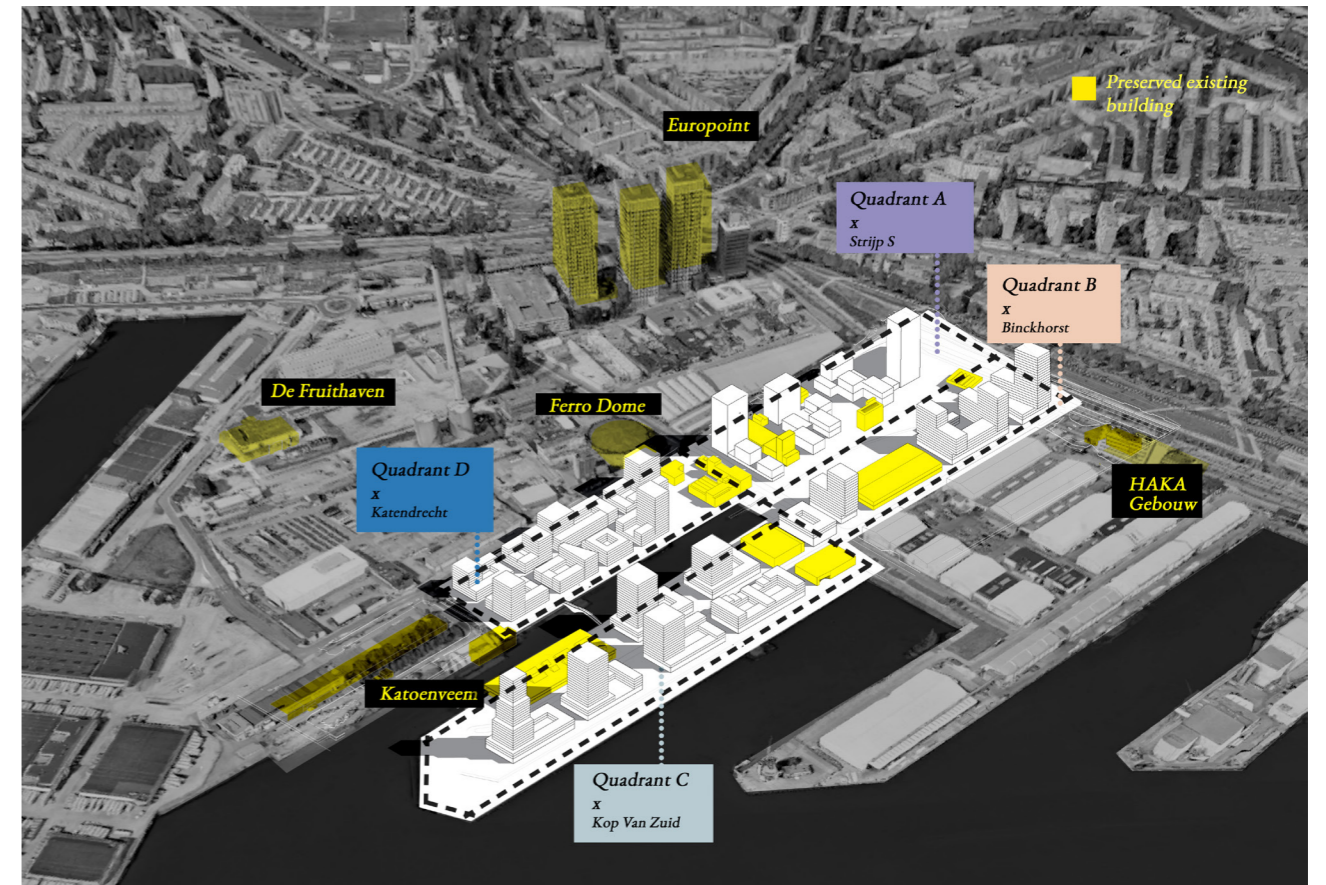 Preserved existing
building
Europoint
Quadrant A
x
Strijp S
Quadrant B
x
Binckhorst
De Fruithaven
Ferro Dome
Quadrant D
x
Katendrecht
HAKA
Gebouw
Katoenveem
Quadrant C
x
Kop Van Zuid